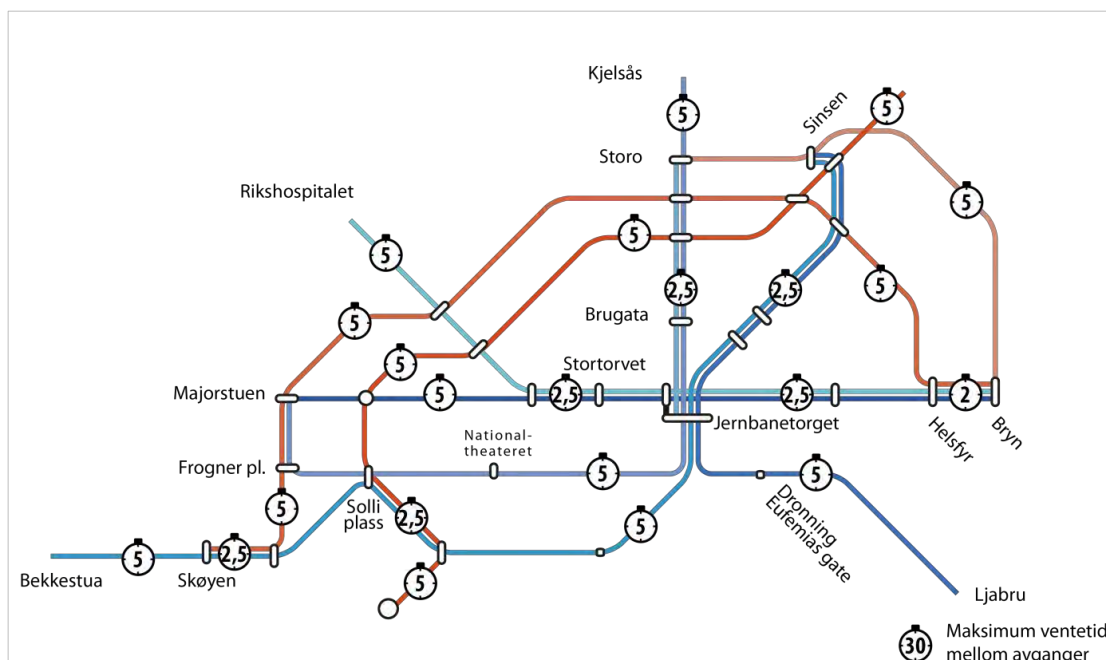 Kjelsås
5
Sinsen
5
Storo
Rikshospitalet
5
5
5
2,5
2,5
5
Brugata
5
5
Stortorvet
Majorstuen
5
2,5
2,5
2
Jernbanetorget
Helsfyr
Bryn
National-
theateret
Frogner pl.
5
5
Solli
plass
5
2,5
Dronning
Eufemias gate
5
2,5
5
Bekkestua
Skøyen
5
Ljabru
30
Maksimum ventetid
mellom avganger